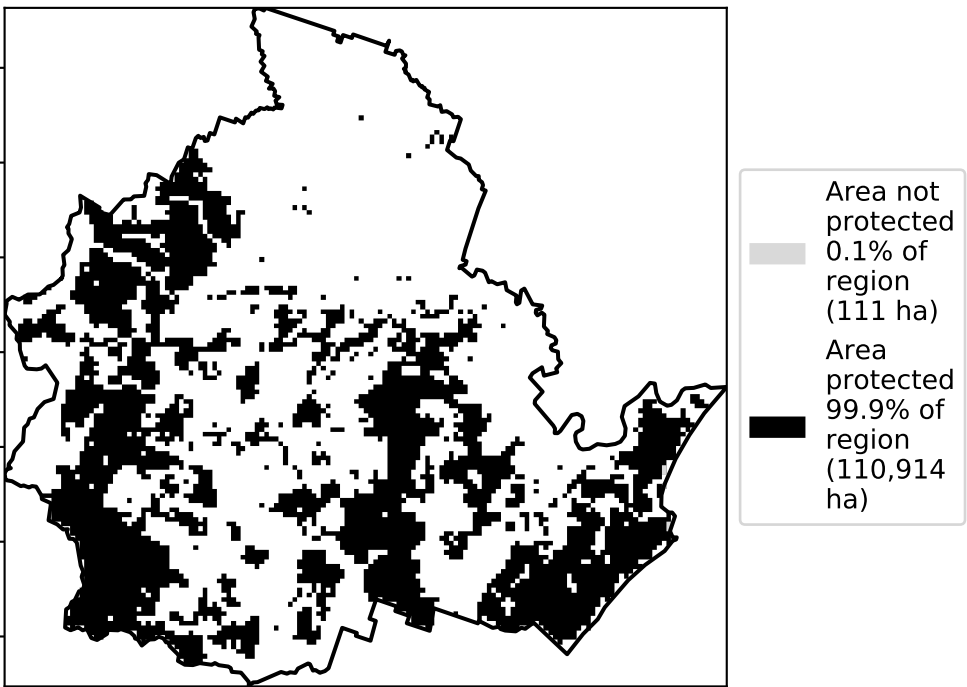 Area not
protected
0.1% of
region
(111 ha)
Area
protected
99.9% of
region
(110,914
ha)